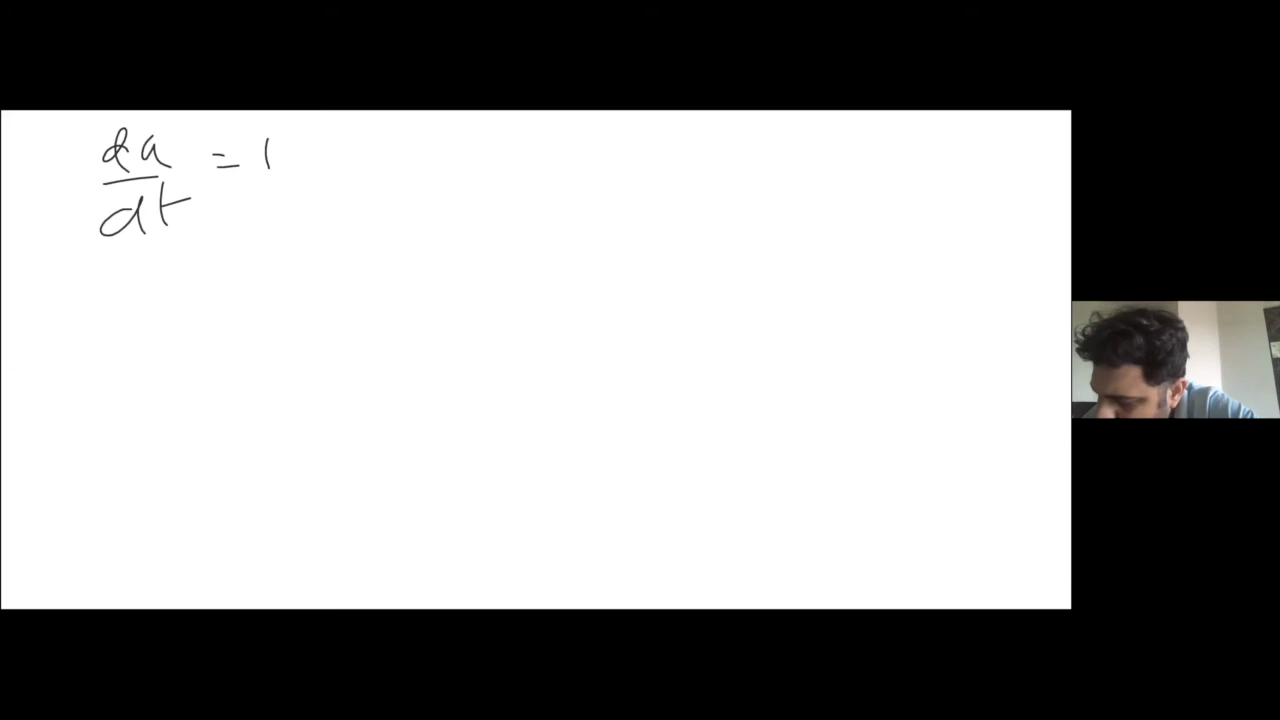 da/dt = 1